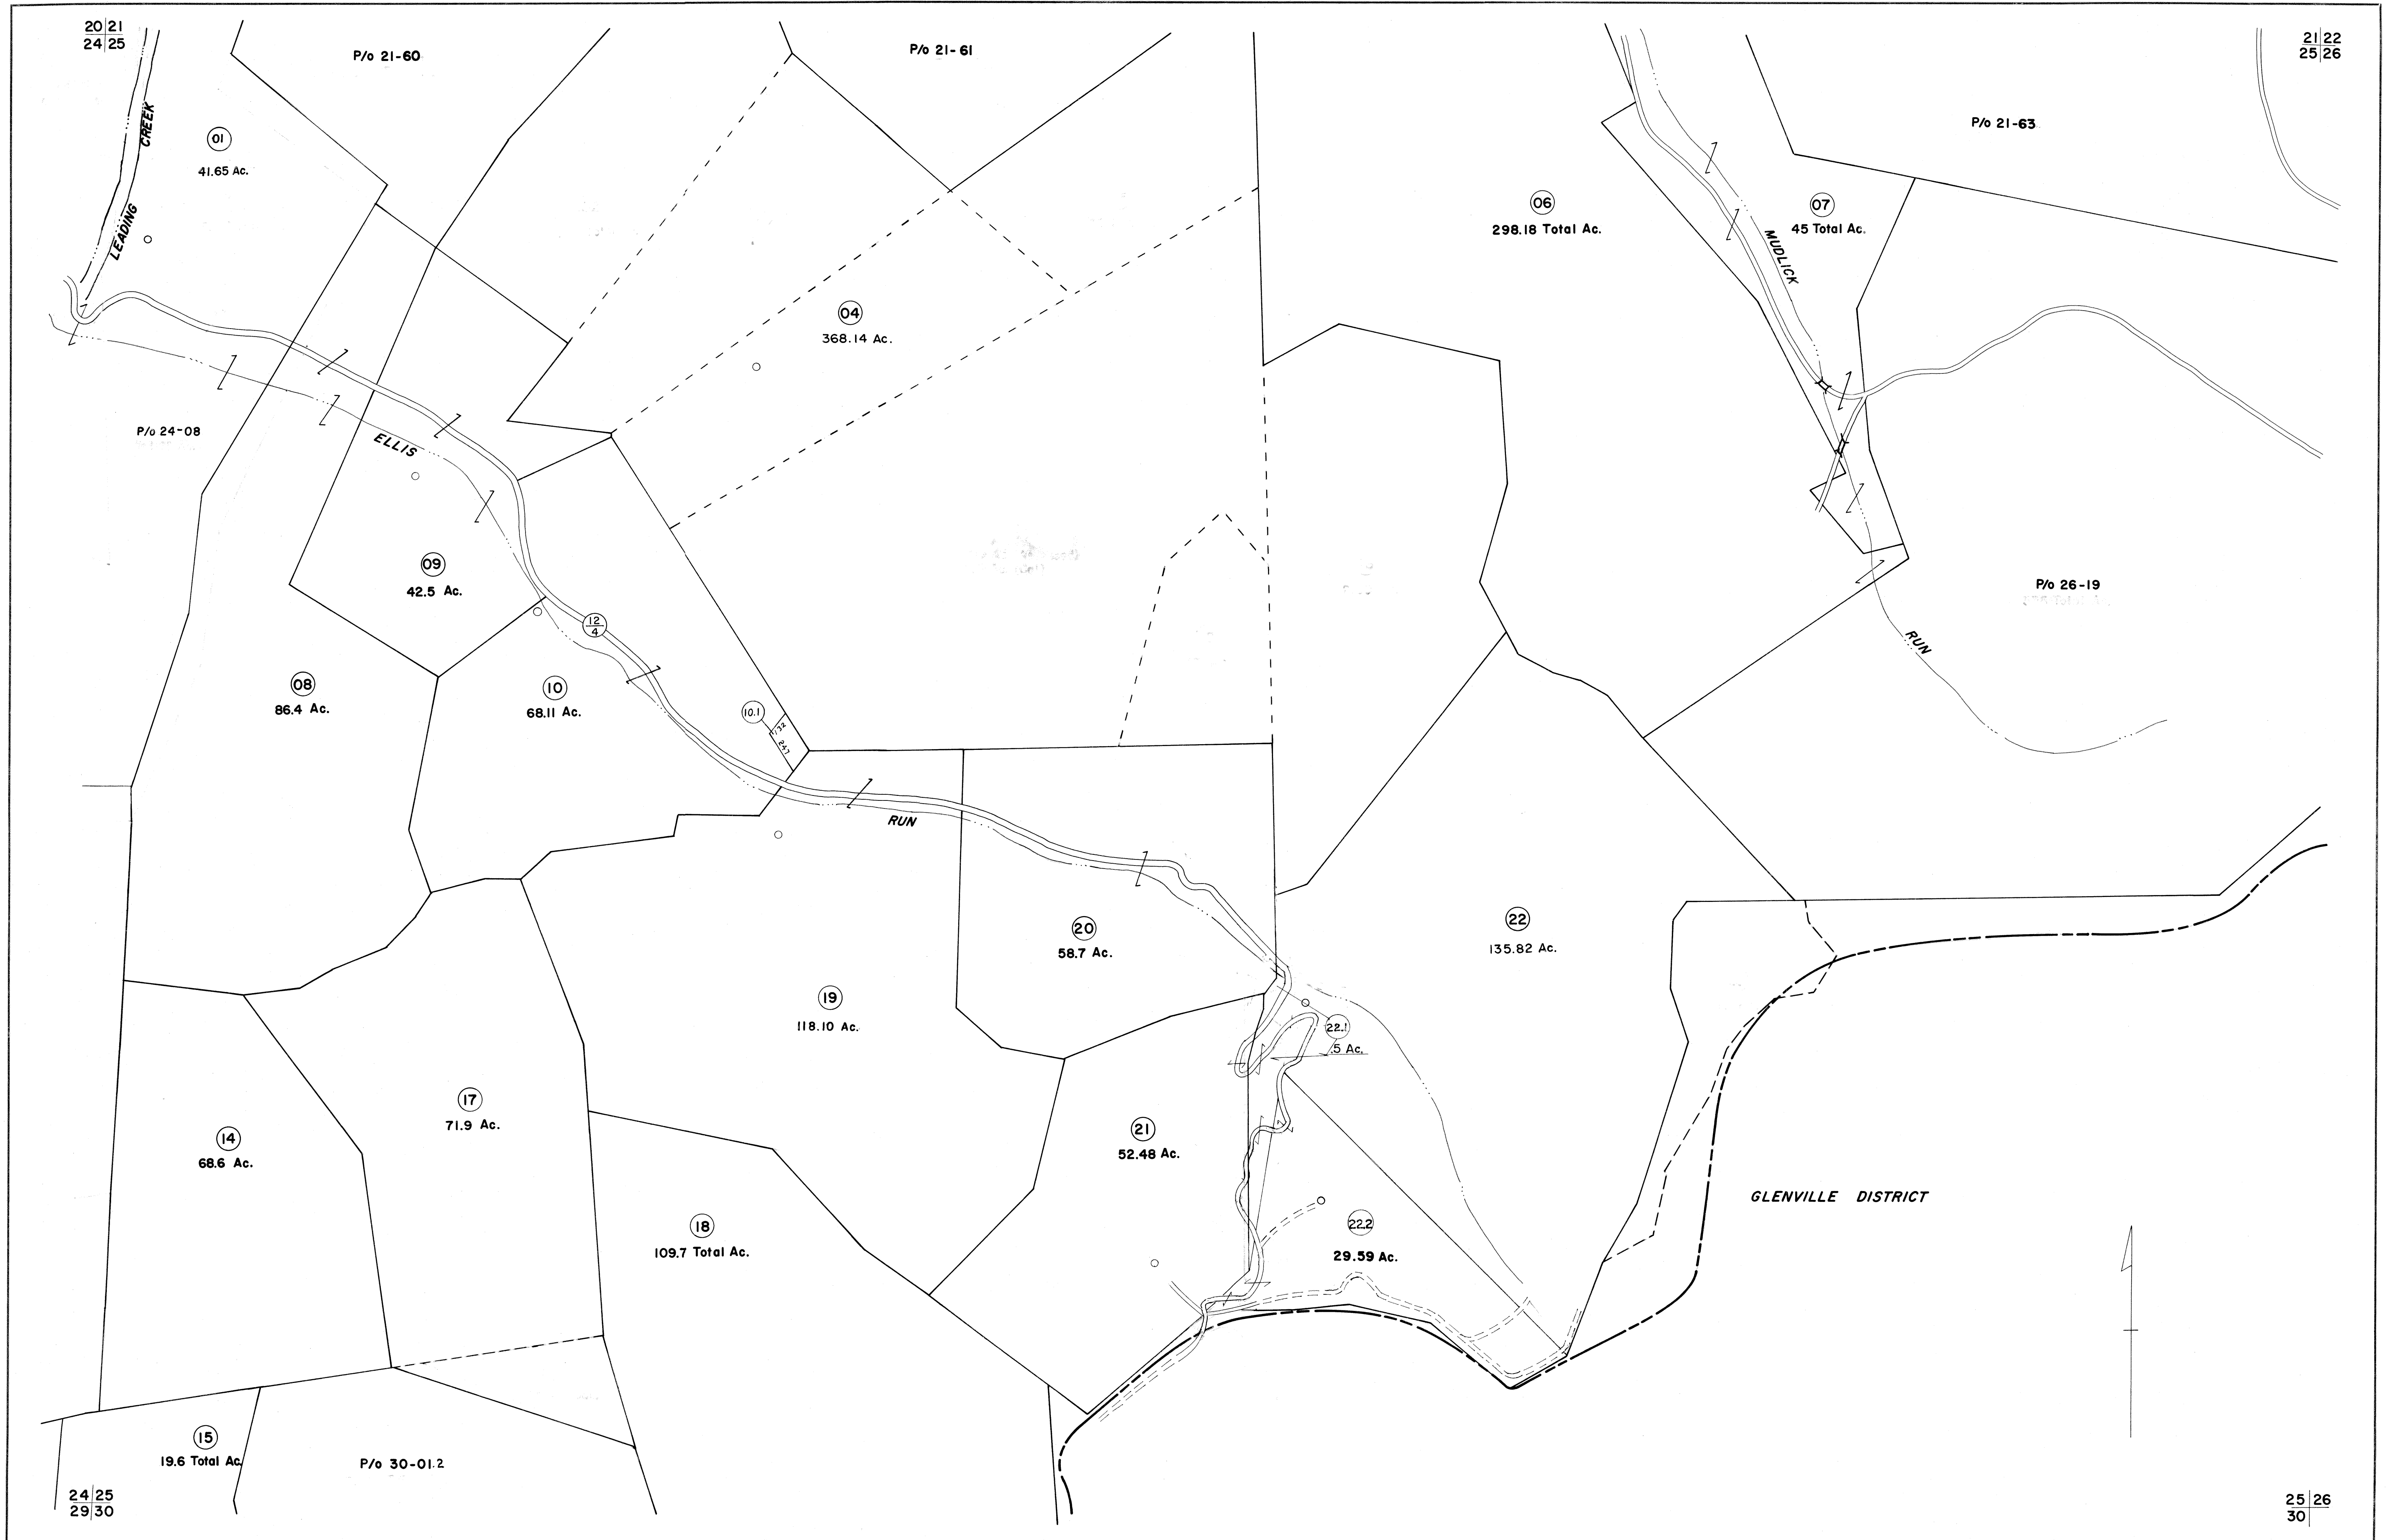 20 21
24 25
P/o 21-60
P/o 21-61
21 22
25 26
LEADING CREEK
01
41.65 Ac.
P/o 21-63
06
298.18 Total Ac.
07
45 Total Ac.
MUDLICK
04
368.14 Ac.
P/o 24-08
ELLIS
09
42.5 Ac.
12
4
P/o 26-19
RUN
08
86.4 Ac.
10
68.11 Ac.
10.1
247
RUN
20
58.7 Ac.
22
135.82 Ac.
19
118.10 Ac.
22.1
.5 Ac.
17
71.9 Ac.
14
68.6 Ac.
21
52.48 Ac.
GLENVILLE DISTRICT
18
109.7 Total Ac.
22.2
29.59 Ac.
15
19.6 Total Ac.
P/o 30-01.2
24 25
29 30
25 26
30